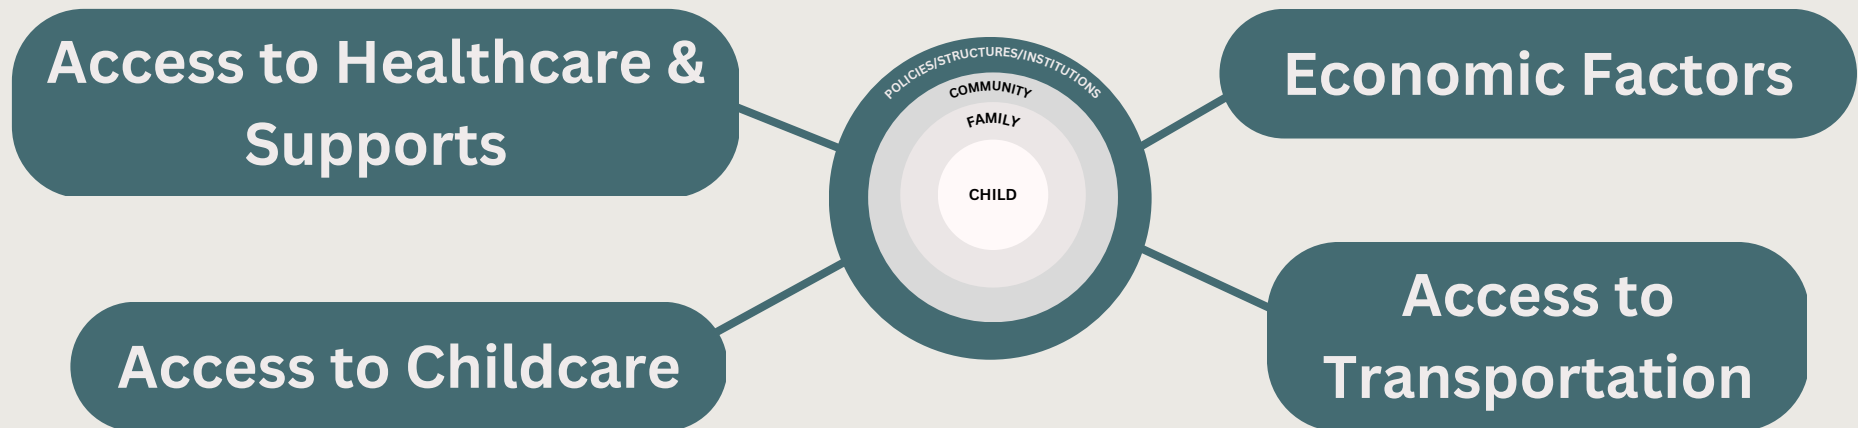 Access to Healthcare &
Supports
POLICIES/STRUCTURES/INSTITUTIONS
COMMUNITY
FAMILY
CHILD
Economic Factors
Access to Childcare
Access to
Transportation